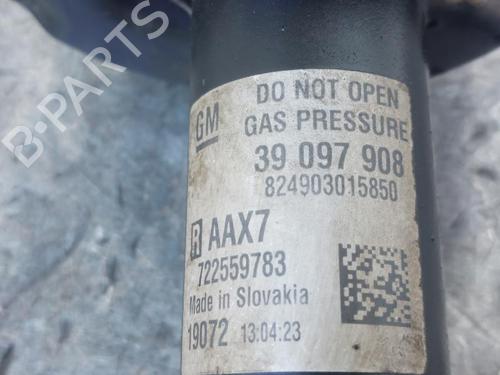 GM
DO NOT OPEN
GAS PRESSURE
39 097 908
824903015850
R AAX7
722559783
Made in Slovakia
19072 13:04:23